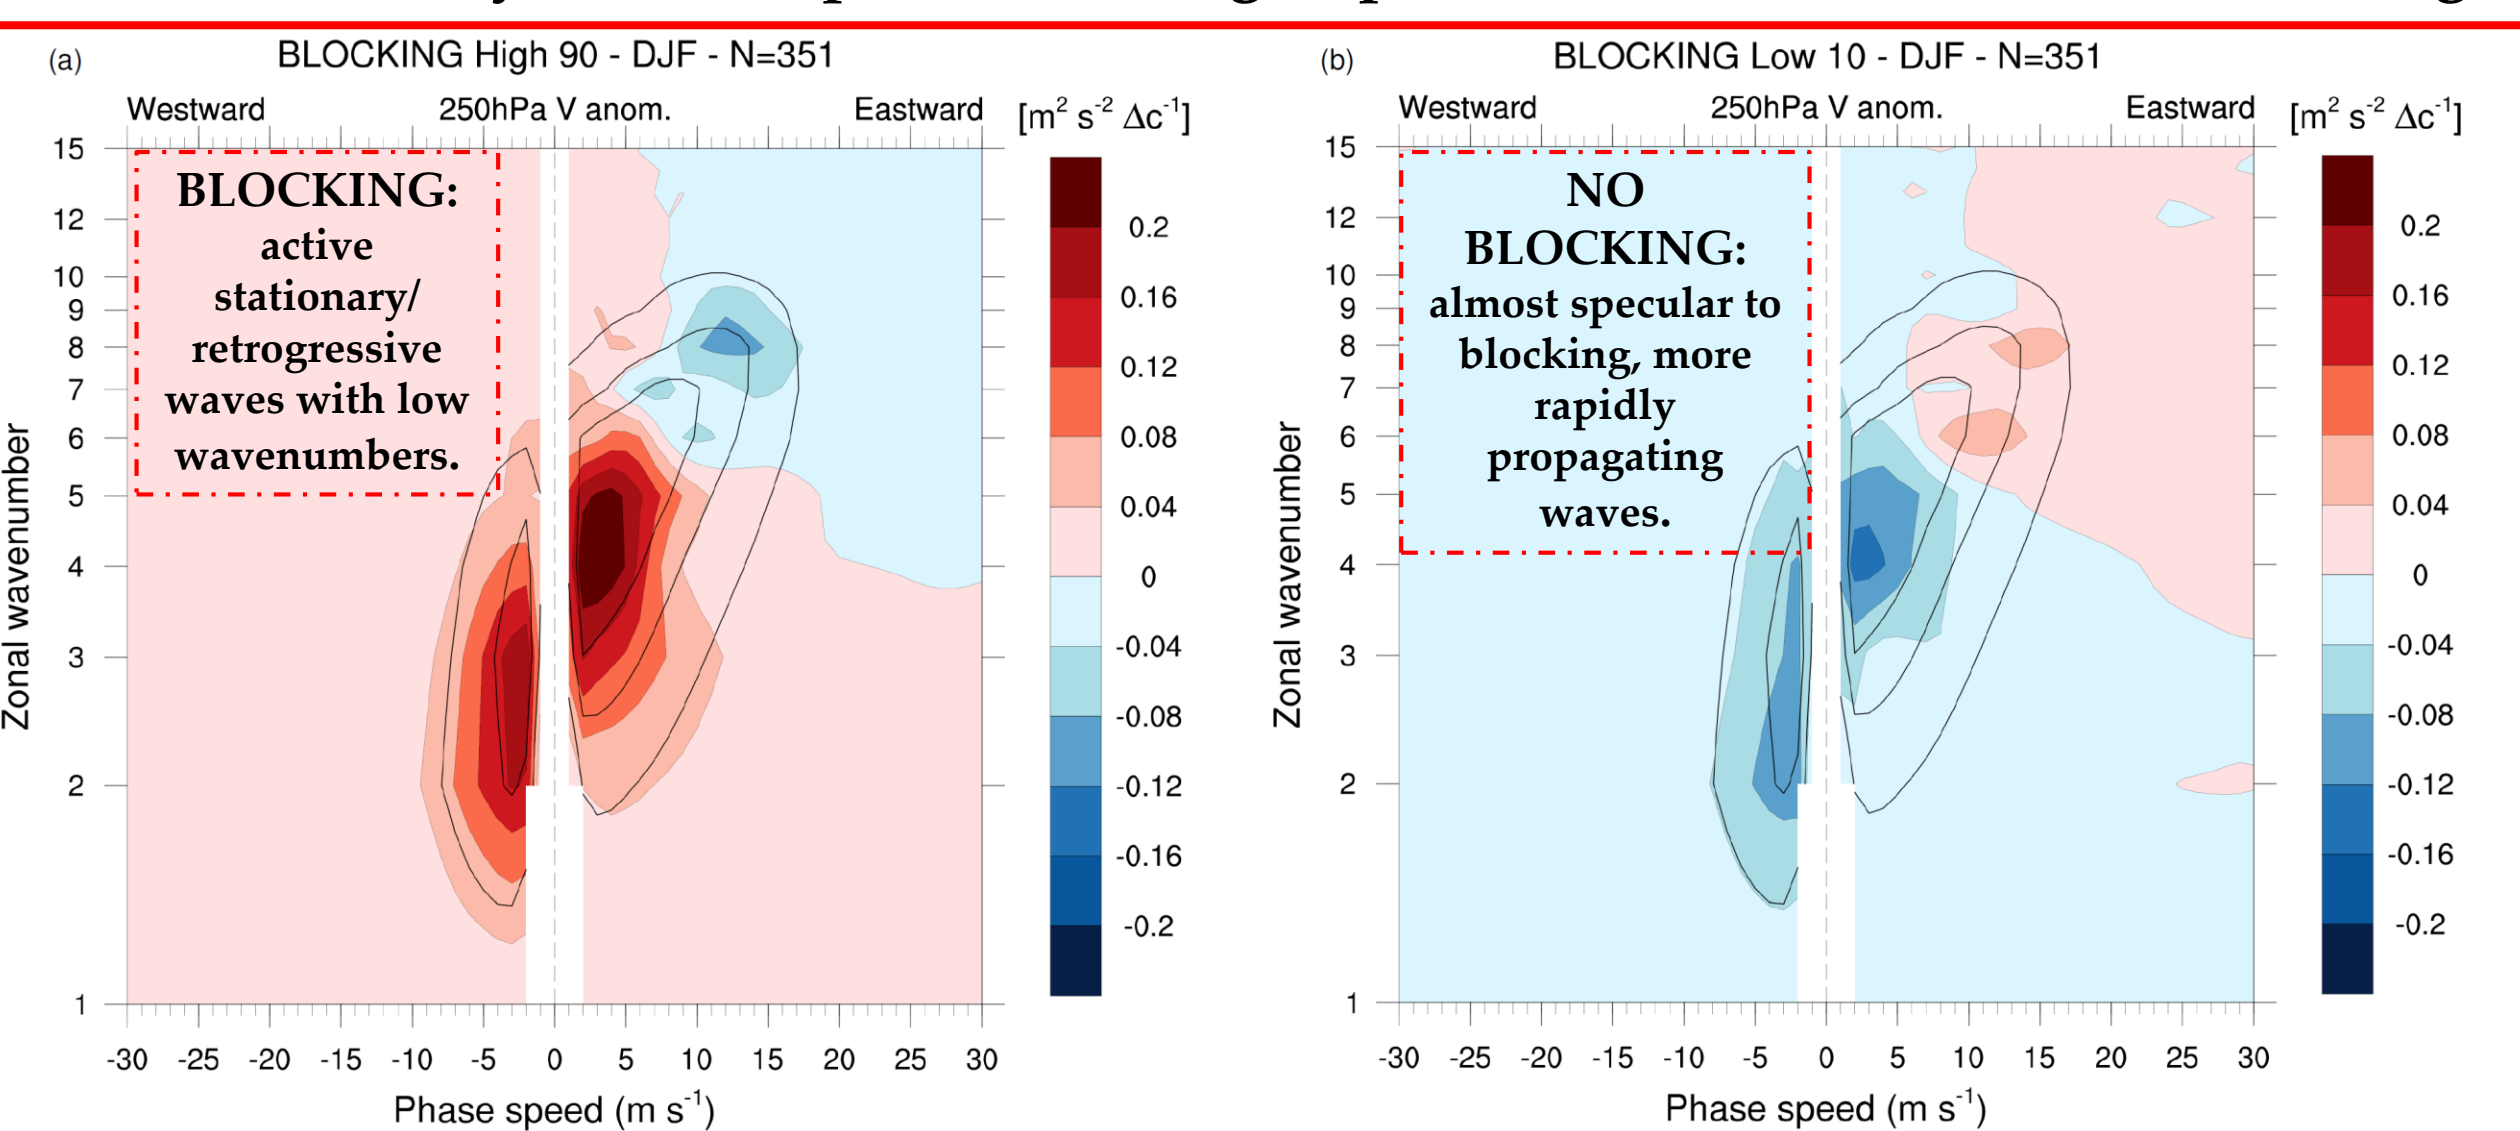 (a)
BLOCKING High 90 - DJF - N=351
Westward 250hPa V anom. Eastward [m² s⁻² Δc⁻¹]
15
12
10
9
8
7
6
5
4
3
2
1
Zonal wavenumber
BLOCKING:
active
stationary/
retrogressive
waves with low
wavenumbers.
-30 -25 -20 -15 -10 -5 0 5 10 15 20 25 30
Phase speed (m s⁻¹)
0.2
0.16
0.12
0.08
0.04
0
-0.04
-0.08
-0.12
-0.16
-0.2
(b)
BLOCKING Low 10 - DJF - N=351
Westward 250hPa V anom. Eastward [m² s⁻² Δc⁻¹]
15
12
10
9
8
7
6
5
4
3
2
1
Zonal wavenumber
NO
BLOCKING:
almost specular to
blocking, more
rapidly
propagating
waves.
-30 -25 -20 -15 -10 -5 0 5 10 15 20 25 30
Phase speed (m s⁻¹)
0.2
0.16
0.12
0.08
0.04
0
-0.04
-0.08
-0.12
-0.16
-0.2